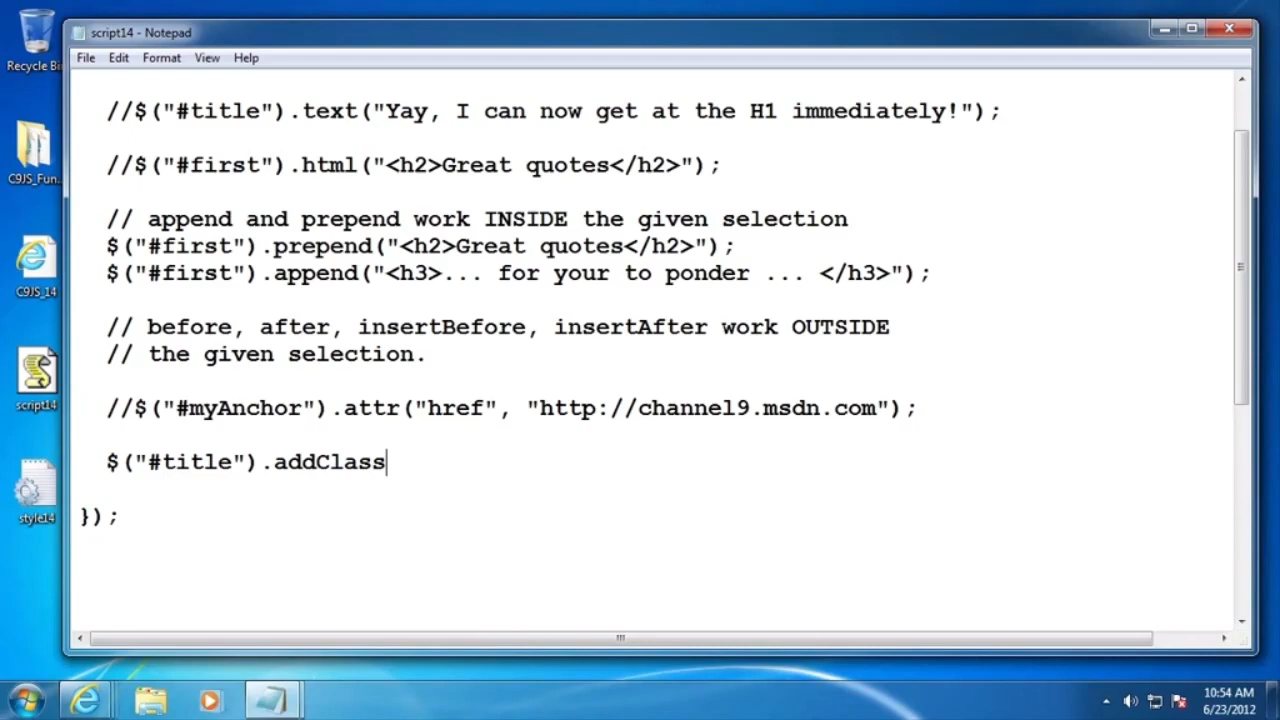 script14 - Notepad
File Edit Format View Help
Recycle Bi
C9JS_Fun...
C9JS_14
script14
style14
//$("#title").text("Yay, I can now get at the H1 immediately!");
//$("#first").html("<h2>Great quotes</h2>");
// append and prepend work INSIDE the given selection
$("#first").prepend("<h2>Great quotes</h2>");
$("#first").append("<h3>... for your to ponder ... </h3>");
// before, after, insertBefore, insertAfter work OUTSIDE
// the given selection.
//$("#myAnchor").attr("href", "http://channel9.msdn.com");
$("#title").addClass
});
10:54 AM
6/23/2012